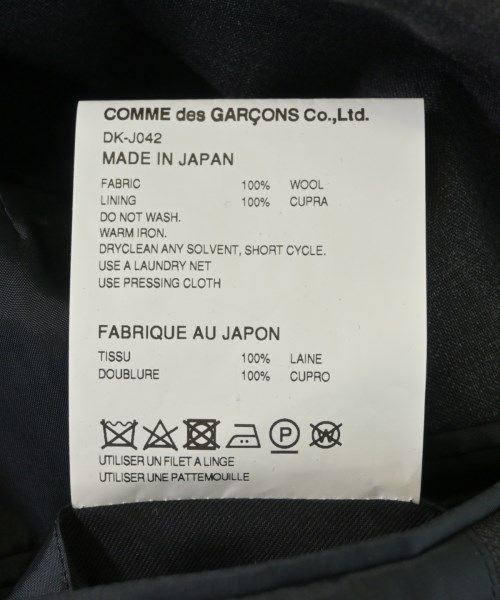 COMME des GARÇONS Co.,Ltd.
DK-J042
MADE IN JAPAN
FABRIC 100% WOOL
LINING 100% CUPRA
DO NOT WASH.
WARM IRON.
DRYCLEAN ANY SOLVENT, SHORT CYCLE.
USE A LAUNDRY NET
USE PRESSING CLOTH
FABRIQUE AU JAPON
TISSU 100% LAINE
DOUBLURE 100% CUPRO
P W
UTILISER UN FILET A LINGE
UTILISER UNE PATTEMOUILLE